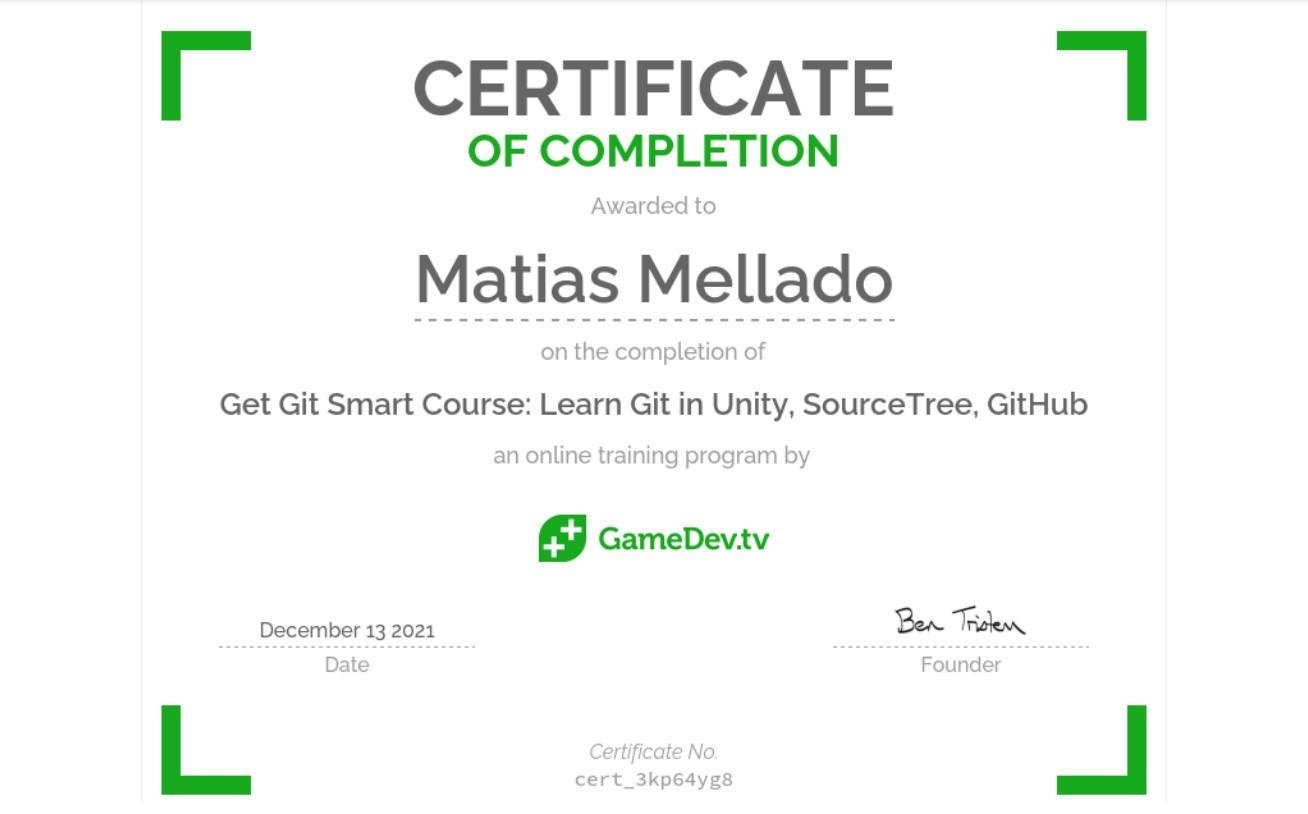 CERTIFICATE
OF COMPLETION
Awarded to
Matias Mellado
on the completion of
Get Git Smart Course: Learn Git in Unity, SourceTree, GitHub
an online training program by
GameDev.tv
December 13 2021
Date
Ben Tristem
Founder
Certificate No.
cert_3kp64yg8